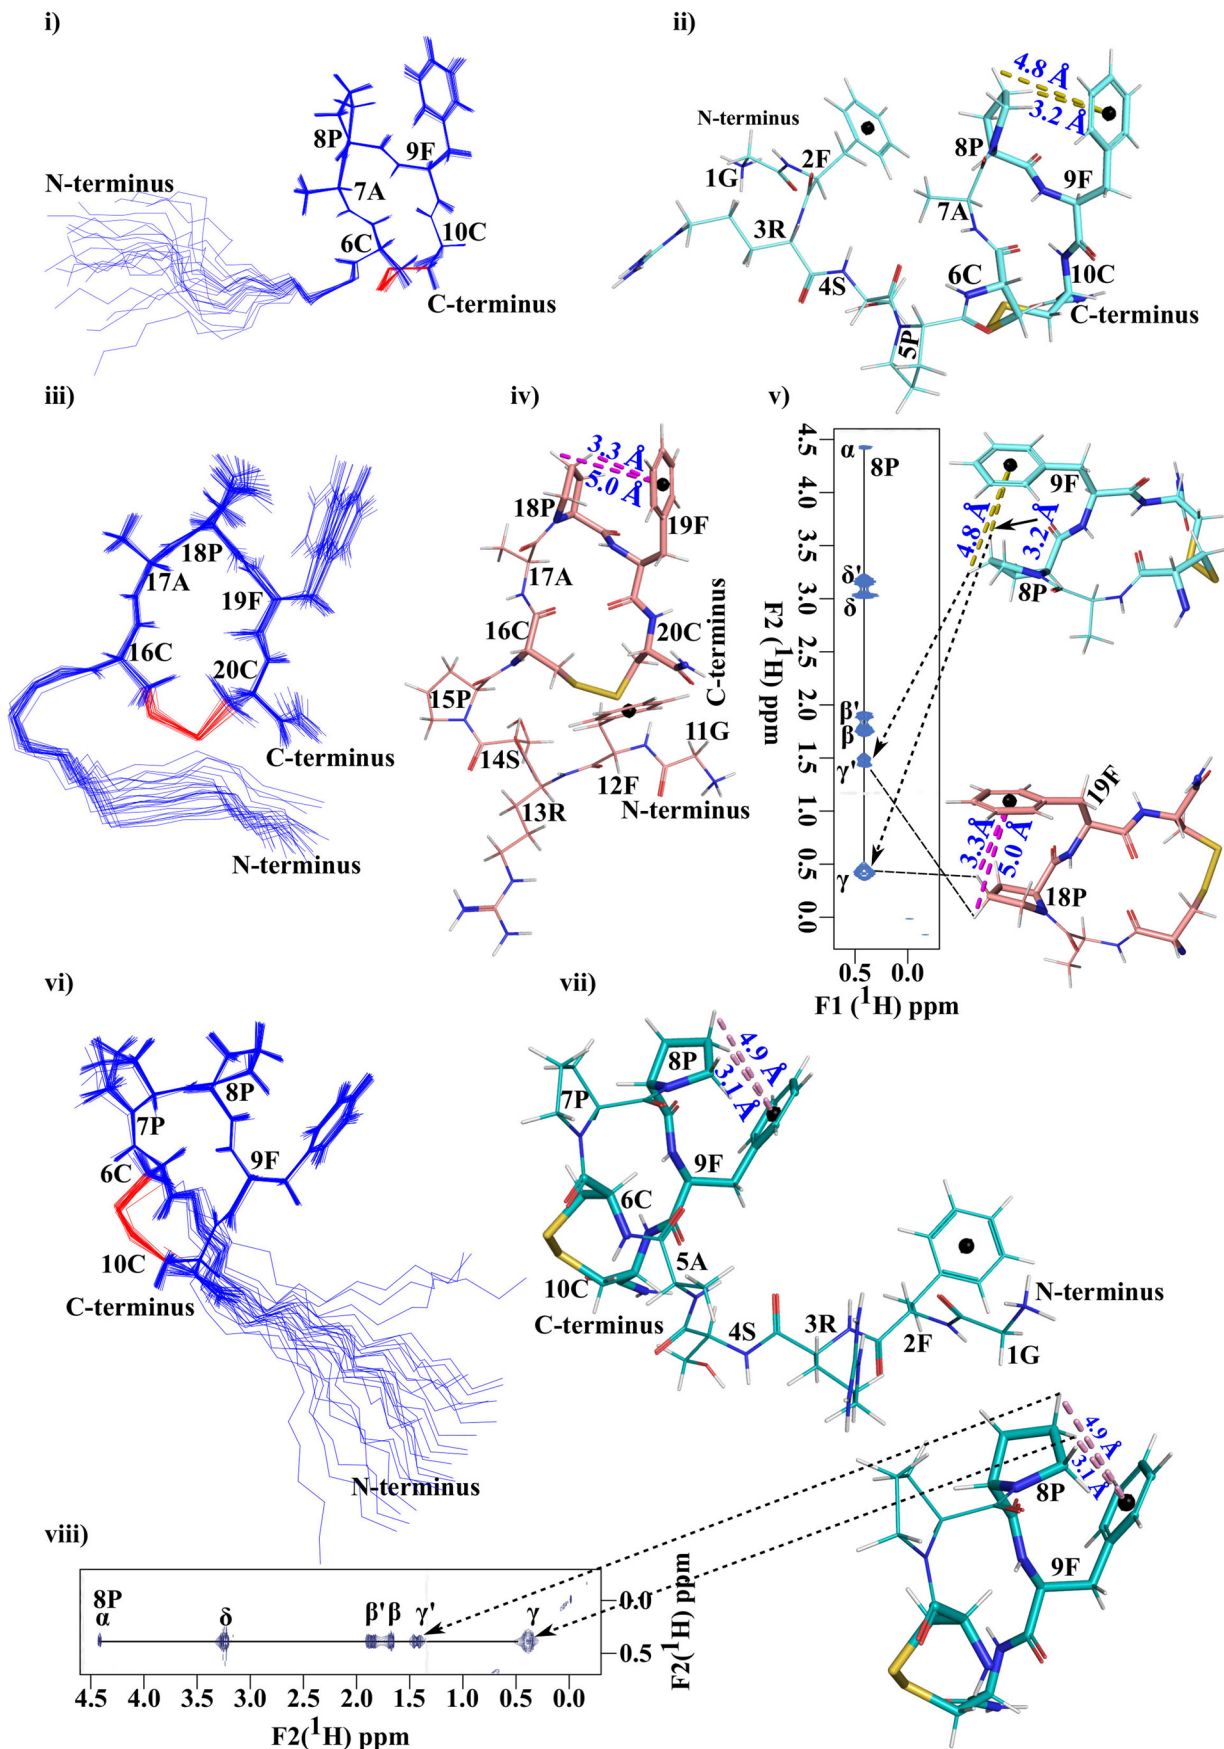 i)
8P
9F
N-terminus
7A
6C
10C
C-terminus
ii)
4.8 Å
3.2 Å
N-terminus
2F
8P
1G
9F
7A
3R
4S
6C
10C
5P
C-terminus
iii)
18P
17A
19F
16C
20C
C-terminus
N-terminus
iv)
3.3 Å
5.0 Å
18P
19F
17A
16C
20C
C-terminus
15P
11G
14S
12F
N-terminus
13R
v)
4.5
4.0
3.5
3.0
2.5
2.0
1.5
1.0
0.5
0.0
F2 (1H) ppm
α
8P
δ'
δ
β'
β
γ'
γ
0.5 0.0
F1 (1H) ppm
9F
4.8 Å
3.2 Å
8P
19F
3.3Å
5.0 Å
18P
vi)
8P
7P
9F
6C
10C
C-terminus
N-terminus
vii)
8P
4.9 Å
3.1 Å
7P
9F
6C
5A
10C
C-terminus
N-terminus
4S
3R
2F
1G
4.9 Å
3.1 Å
8P
9F
viii)
8P
α δ β' β γ' γ
0.0
0.5
F2(1H) ppm
4.5 4.0 3.5 3.0 2.5 2.0 1.5 1.0 0.5 0.0
F2(1H) ppm